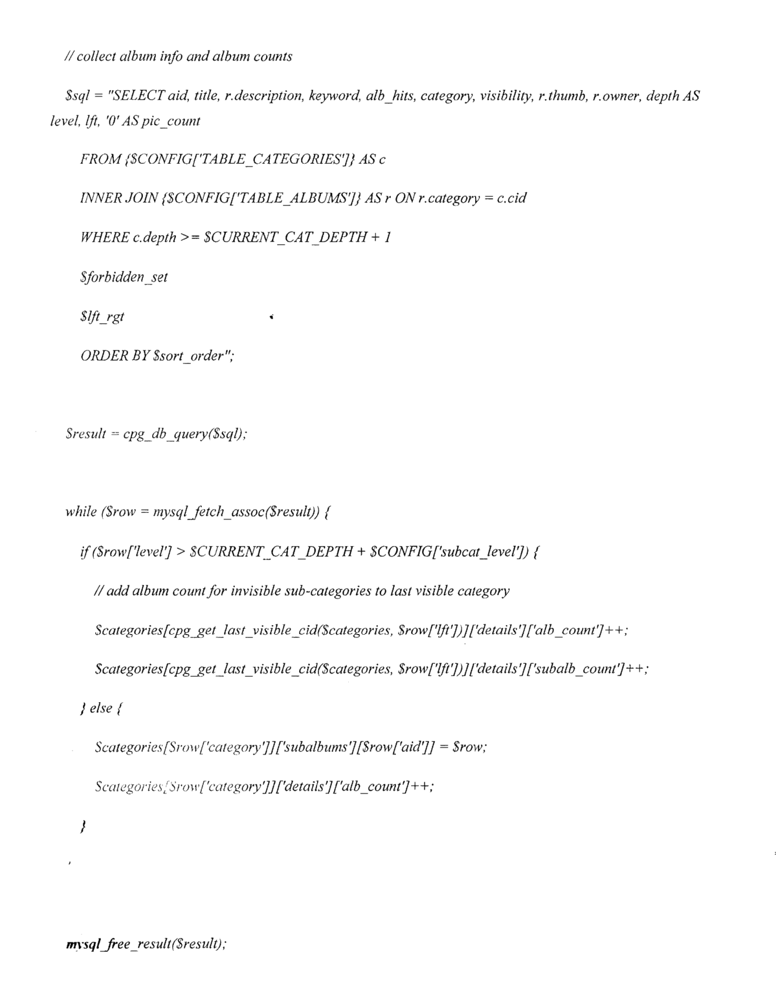 // collect album info and album counts
$sql = "SELECT aid, title, r.description, keyword, alb_hits, category, visibility, r.thumb, r.owner, depth AS
level, lft, '0' AS pic_count
FROM {$CONFIG['TABLE_CATEGORIES']} AS c
INNER JOIN {$CONFIG['TABLE_ALBUMS']} AS r ON r.category = c.cid
WHERE c.depth >= $CURRENT_CAT_DEPTH + 1
$forbidden_set
$lft_rgt
ORDER BY $sort_order";
$result = cpg_db_query($sql);
while ($row = mysql_fetch_assoc($result)) {
if ($row['level'] > $CURRENT_CAT_DEPTH + $CONFIG['subcat_level']) {
// add album count for invisible sub-categories to last visible category
$categories[cpg_get_last_visible_cid($categories, $row['lft'])]['details']['alb_count']++;
$categories[cpg_get_last_visible_cid($categories, $row['lft'])]['details']['subalb_count']++;
} else {
$categories[$row['category']]['subalbums'][$row['aid']] = $row;
$categories[$row['category']]['details']['alb_count']++;
}
mysql_free_result($result);